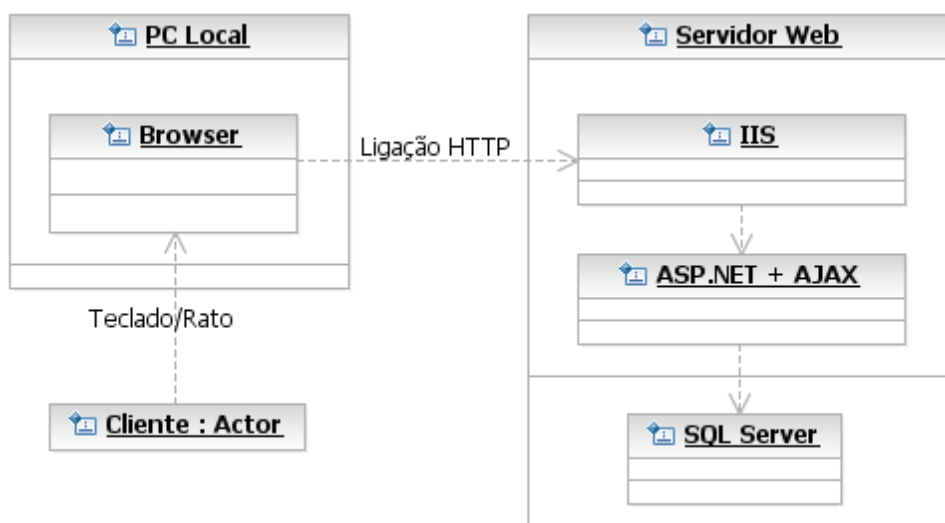 PC Local
Servidor Web
Browser
Ligação HTTP
IIS
ASP.NET + AJAX
Teclado/Rato
Cliente : Actor
SQL Server